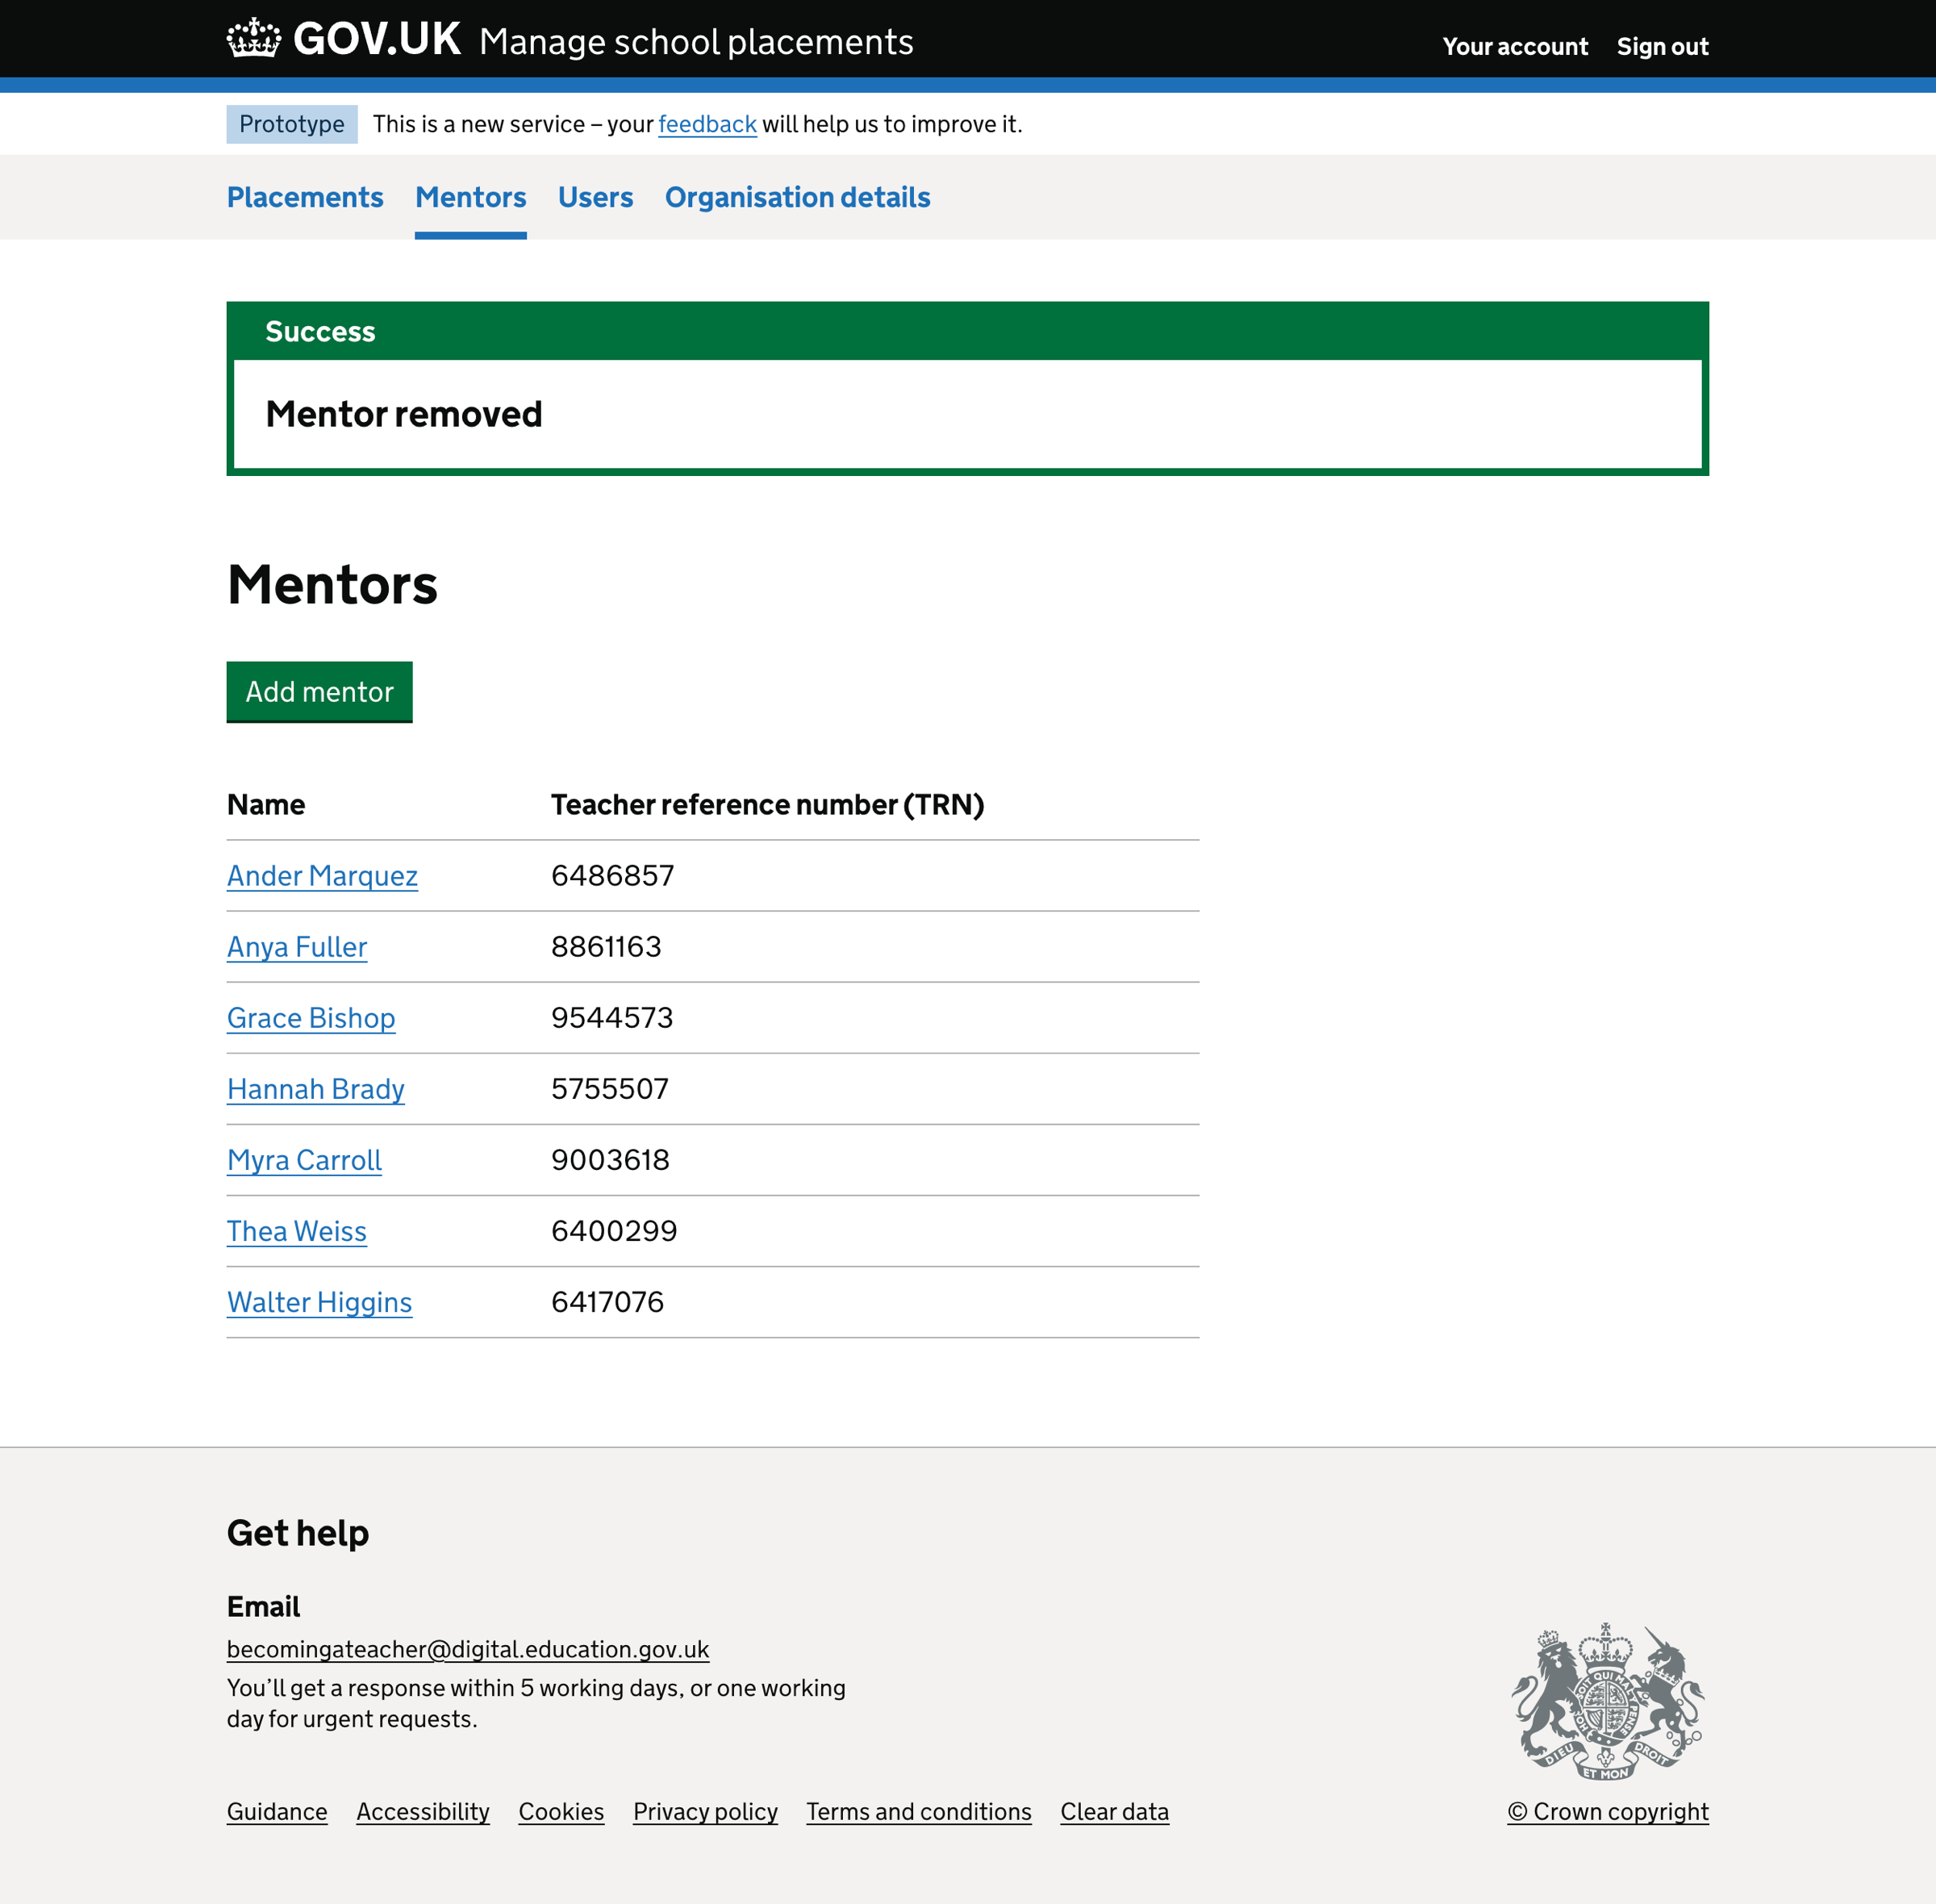 GOV.UK Manage school placements
Your account Sign out
Prototype This is a new service – your feedback will help us to improve it.
Placements Mentors Users Organisation details
Success
Mentor removed
Mentors
Add mentor
Name Teacher reference number (TRN)
Ander Marquez 6486857
Anya Fuller 8861163
Grace Bishop 9544573
Hannah Brady 5755507
Myra Carroll 9003618
Thea Weiss 6400299
Walter Higgins 6417076
Get help
Email
becomingateacher@digital.education.gov.uk
You’ll get a response within 5 working days, or one working
day for urgent requests.
DIEU ET MON DROIT
Guidance Accessibility Cookies Privacy policy Terms and conditions Clear data
© Crown copyright